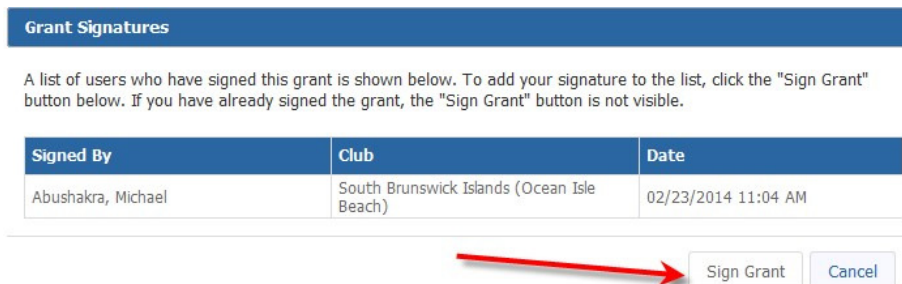 Grant Signatures
A list of users who have signed this grant is shown below. To add your signature to the list, click the "Sign Grant"
button below. If you have already signed the grant, the "Sign Grant" button is not visible.
Signed By Club Date
Abushakra, Michael South Brunswick Islands (Ocean Isle Beach) 02/23/2014 11:04 AM
Sign Grant Cancel